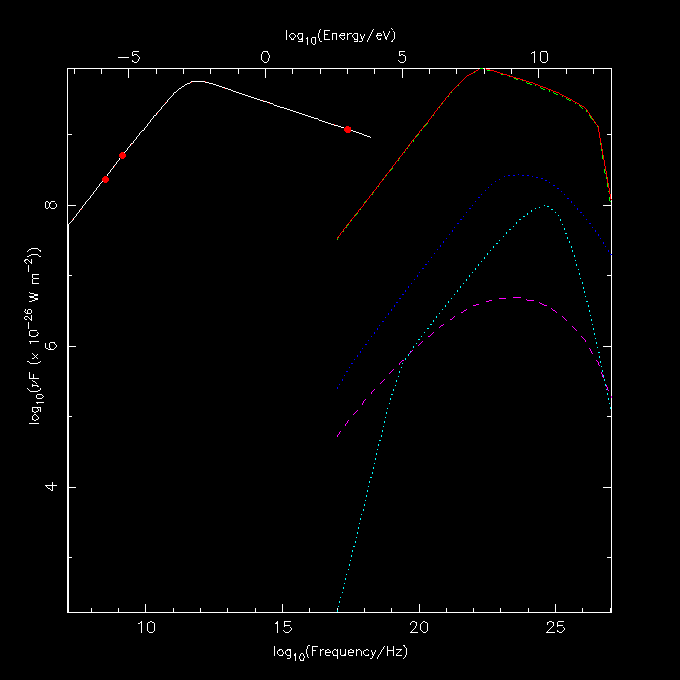 log₁₀(Energy/eV)
−5 0 5 10
log₁₀(νF (× 10⁻²⁶ W m⁻²))
8
6
4
10 15 20 25
log₁₀(Frequency/Hz)